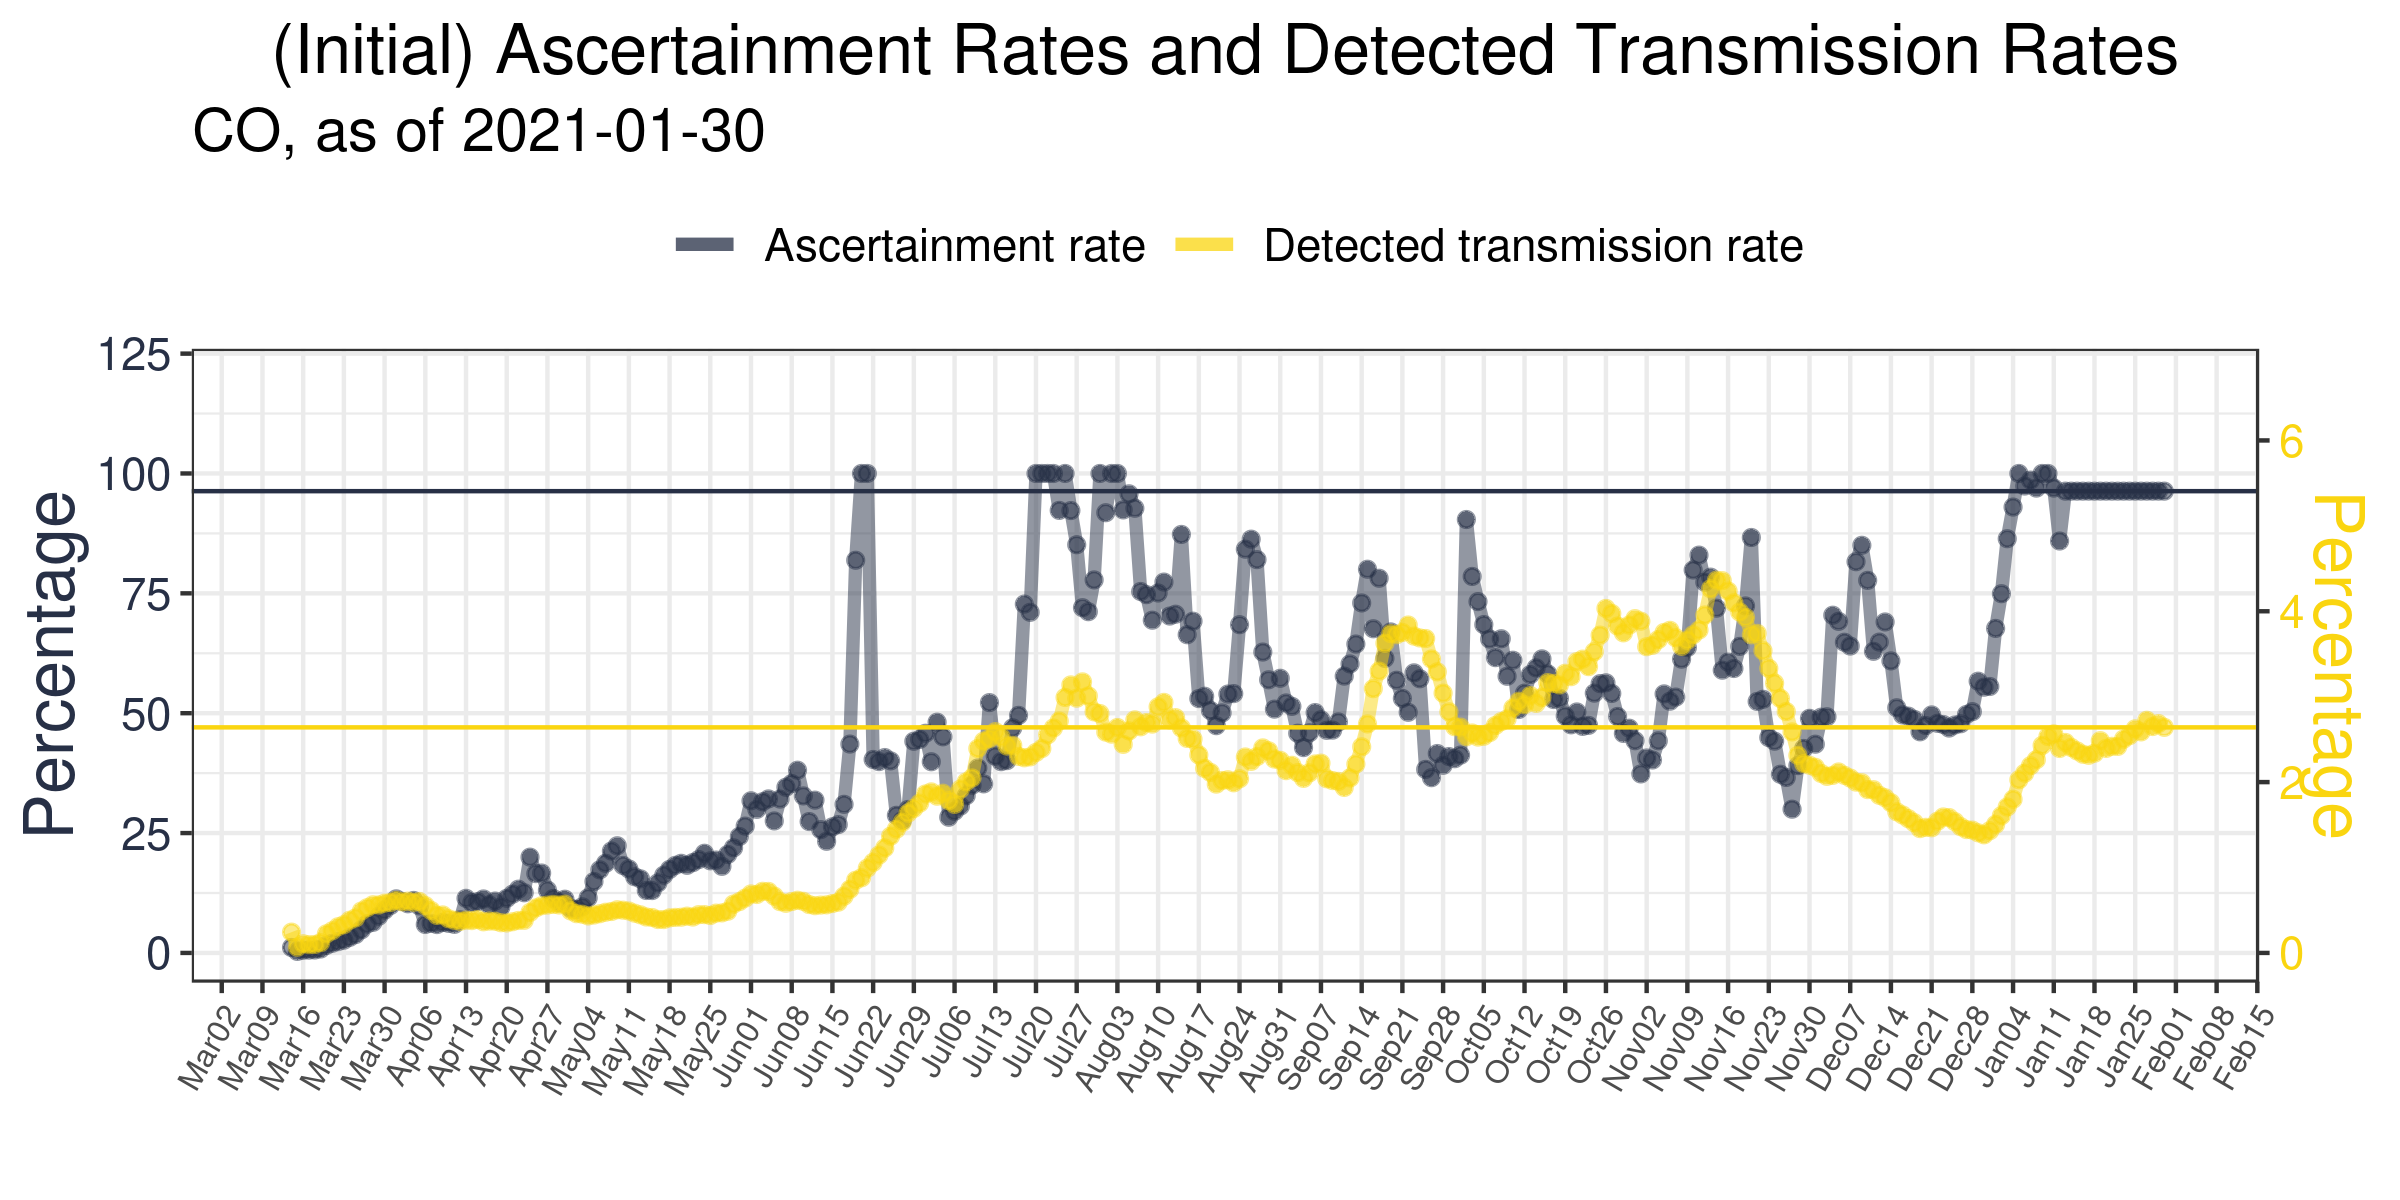 (Initial) Ascertainment Rates and Detected Transmission Rates
CO, as of 2021-01-30
Ascertainment rate
Detected transmission rate
125
100
75
50
25
0
Percentage
6
4
2
0
Percentage
Mar02
Mar09
Mar16
Mar23
Mar30
Apr06
Apr13
Apr20
Apr27
May04
May11
May18
May25
Jun01
Jun08
Jun15
Jun22
Jun29
Jul06
Jul13
Jul20
Jul27
Aug03
Aug10
Aug17
Aug24
Aug31
Sep07
Sep14
Sep21
Sep28
Oct05
Oct12
Oct19
Oct26
Nov02
Nov09
Nov16
Nov23
Nov30
Dec07
Dec14
Dec21
Dec28
Jan04
Jan11
Jan18
Jan25
Feb01
Feb08
Feb15